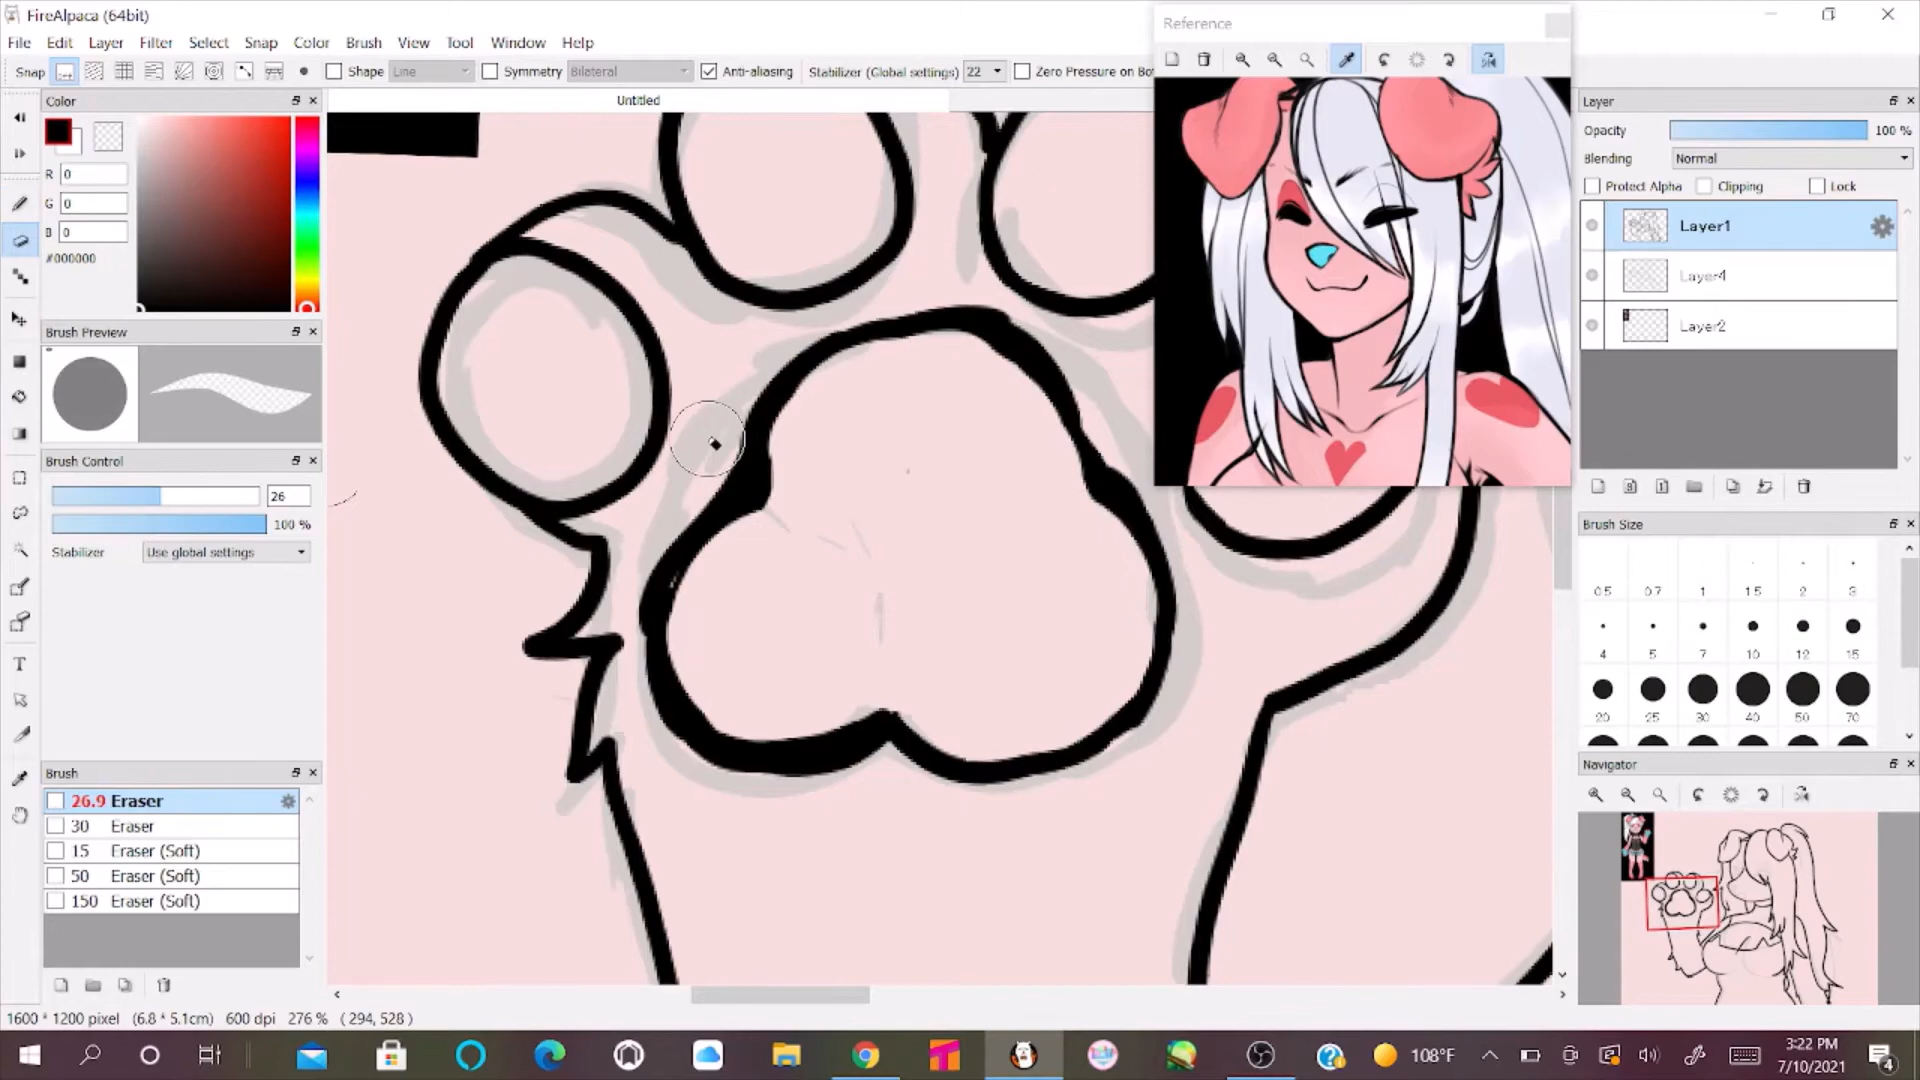 FireAlpaca (64bit)
File Edit Layer Filter Select Snap Color Brush View Tool Window Help
Snap Shape Line Symmetry Bilateral Anti-aliasing Stabilizer (Global settings) 22 Zero Pressure on Bo
Reference
Color
Untitled
R 0
G 0
B 0
#000000
Brush Preview
Brush Control
26
100 %
Stabilizer Use global settings
Brush
26.9 Eraser
30 Eraser
15 Eraser (Soft)
50 Eraser (Soft)
150 Eraser (Soft)
Layer
Opacity 100 %
Blending Normal
Protect Alpha Clipping Lock
Layer1
Layer4
Layer2
Brush Size
0.5 0.7 1 1.5 2 3
4 5 7 10 12 15
20 25 30 40 50 70
Navigator
1600 * 1200 pixel (6.8 * 5.1cm) 600 dpi 276 % ( 294, 528 )
108°F
3:22 PM
7/10/2021
4